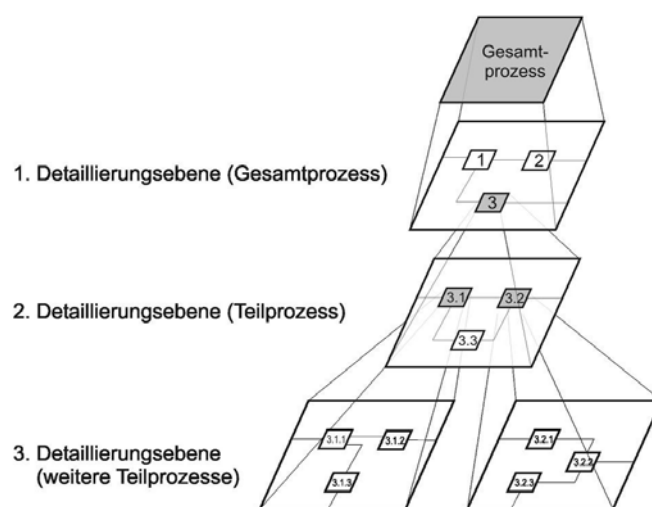 Gesamt-
prozess
1. Detaillierungsebene (Gesamtprozess)
1
2
3
2. Detaillierungsebene (Teilprozess)
3.1
3.2
3.3
3. Detaillierungsebene
(weitere Teilprozesse)
3.1.1
3.1.2
3.1.3
3.2.1
3.2.2
3.2.3